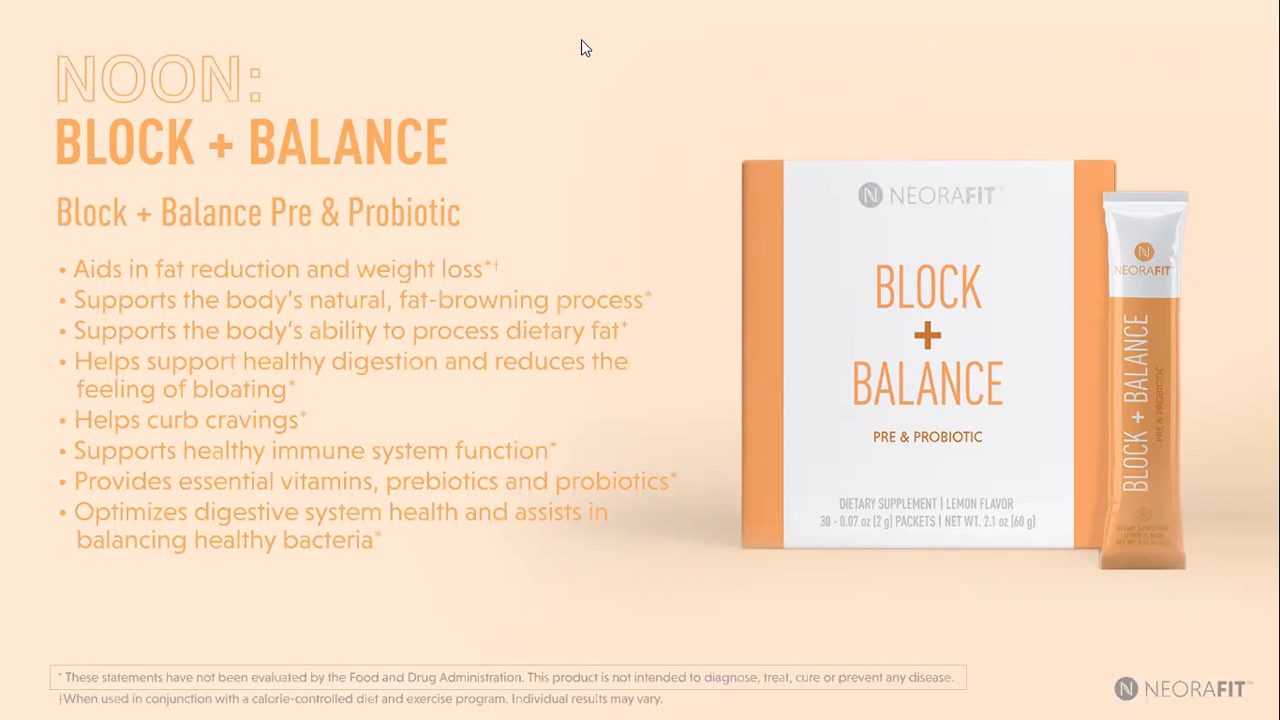 NOON:
BLOCK + BALANCE
Block + Balance Pre & Probiotic
• Aids in fat reduction and weight loss*†
• Supports the body's natural, fat-browning process*
• Supports the body's ability to process dietary fat*
• Helps support healthy digestion and reduces the
feeling of bloating*
• Helps curb cravings*
• Supports healthy immune system function*
• Provides essential vitamins, prebiotics and probiotics*
• Optimizes digestive system health and assists in
balancing healthy bacteria*
* These statements have not been evaluated by the Food and Drug Administration. This product is not intended to diagnose, treat, cure or prevent any disease.
†When used in conjunction with a calorie-controlled diet and exercise program. Individual results may vary.
N NEORAFIT™
BLOCK
+
BALANCE
PRE & PROBIOTIC
DIETARY SUPPLEMENT | LEMON FLAVOR
30 - 0.07 oz (2 g) PACKETS | NET WT. 2.1 oz (60 g)
N
NEORAFIT
BLOCK + BALANCE
PRE & PROBIOTIC
DIETARY SUPPLEMENT
LEMON FLAVOR
N NEORAFIT™